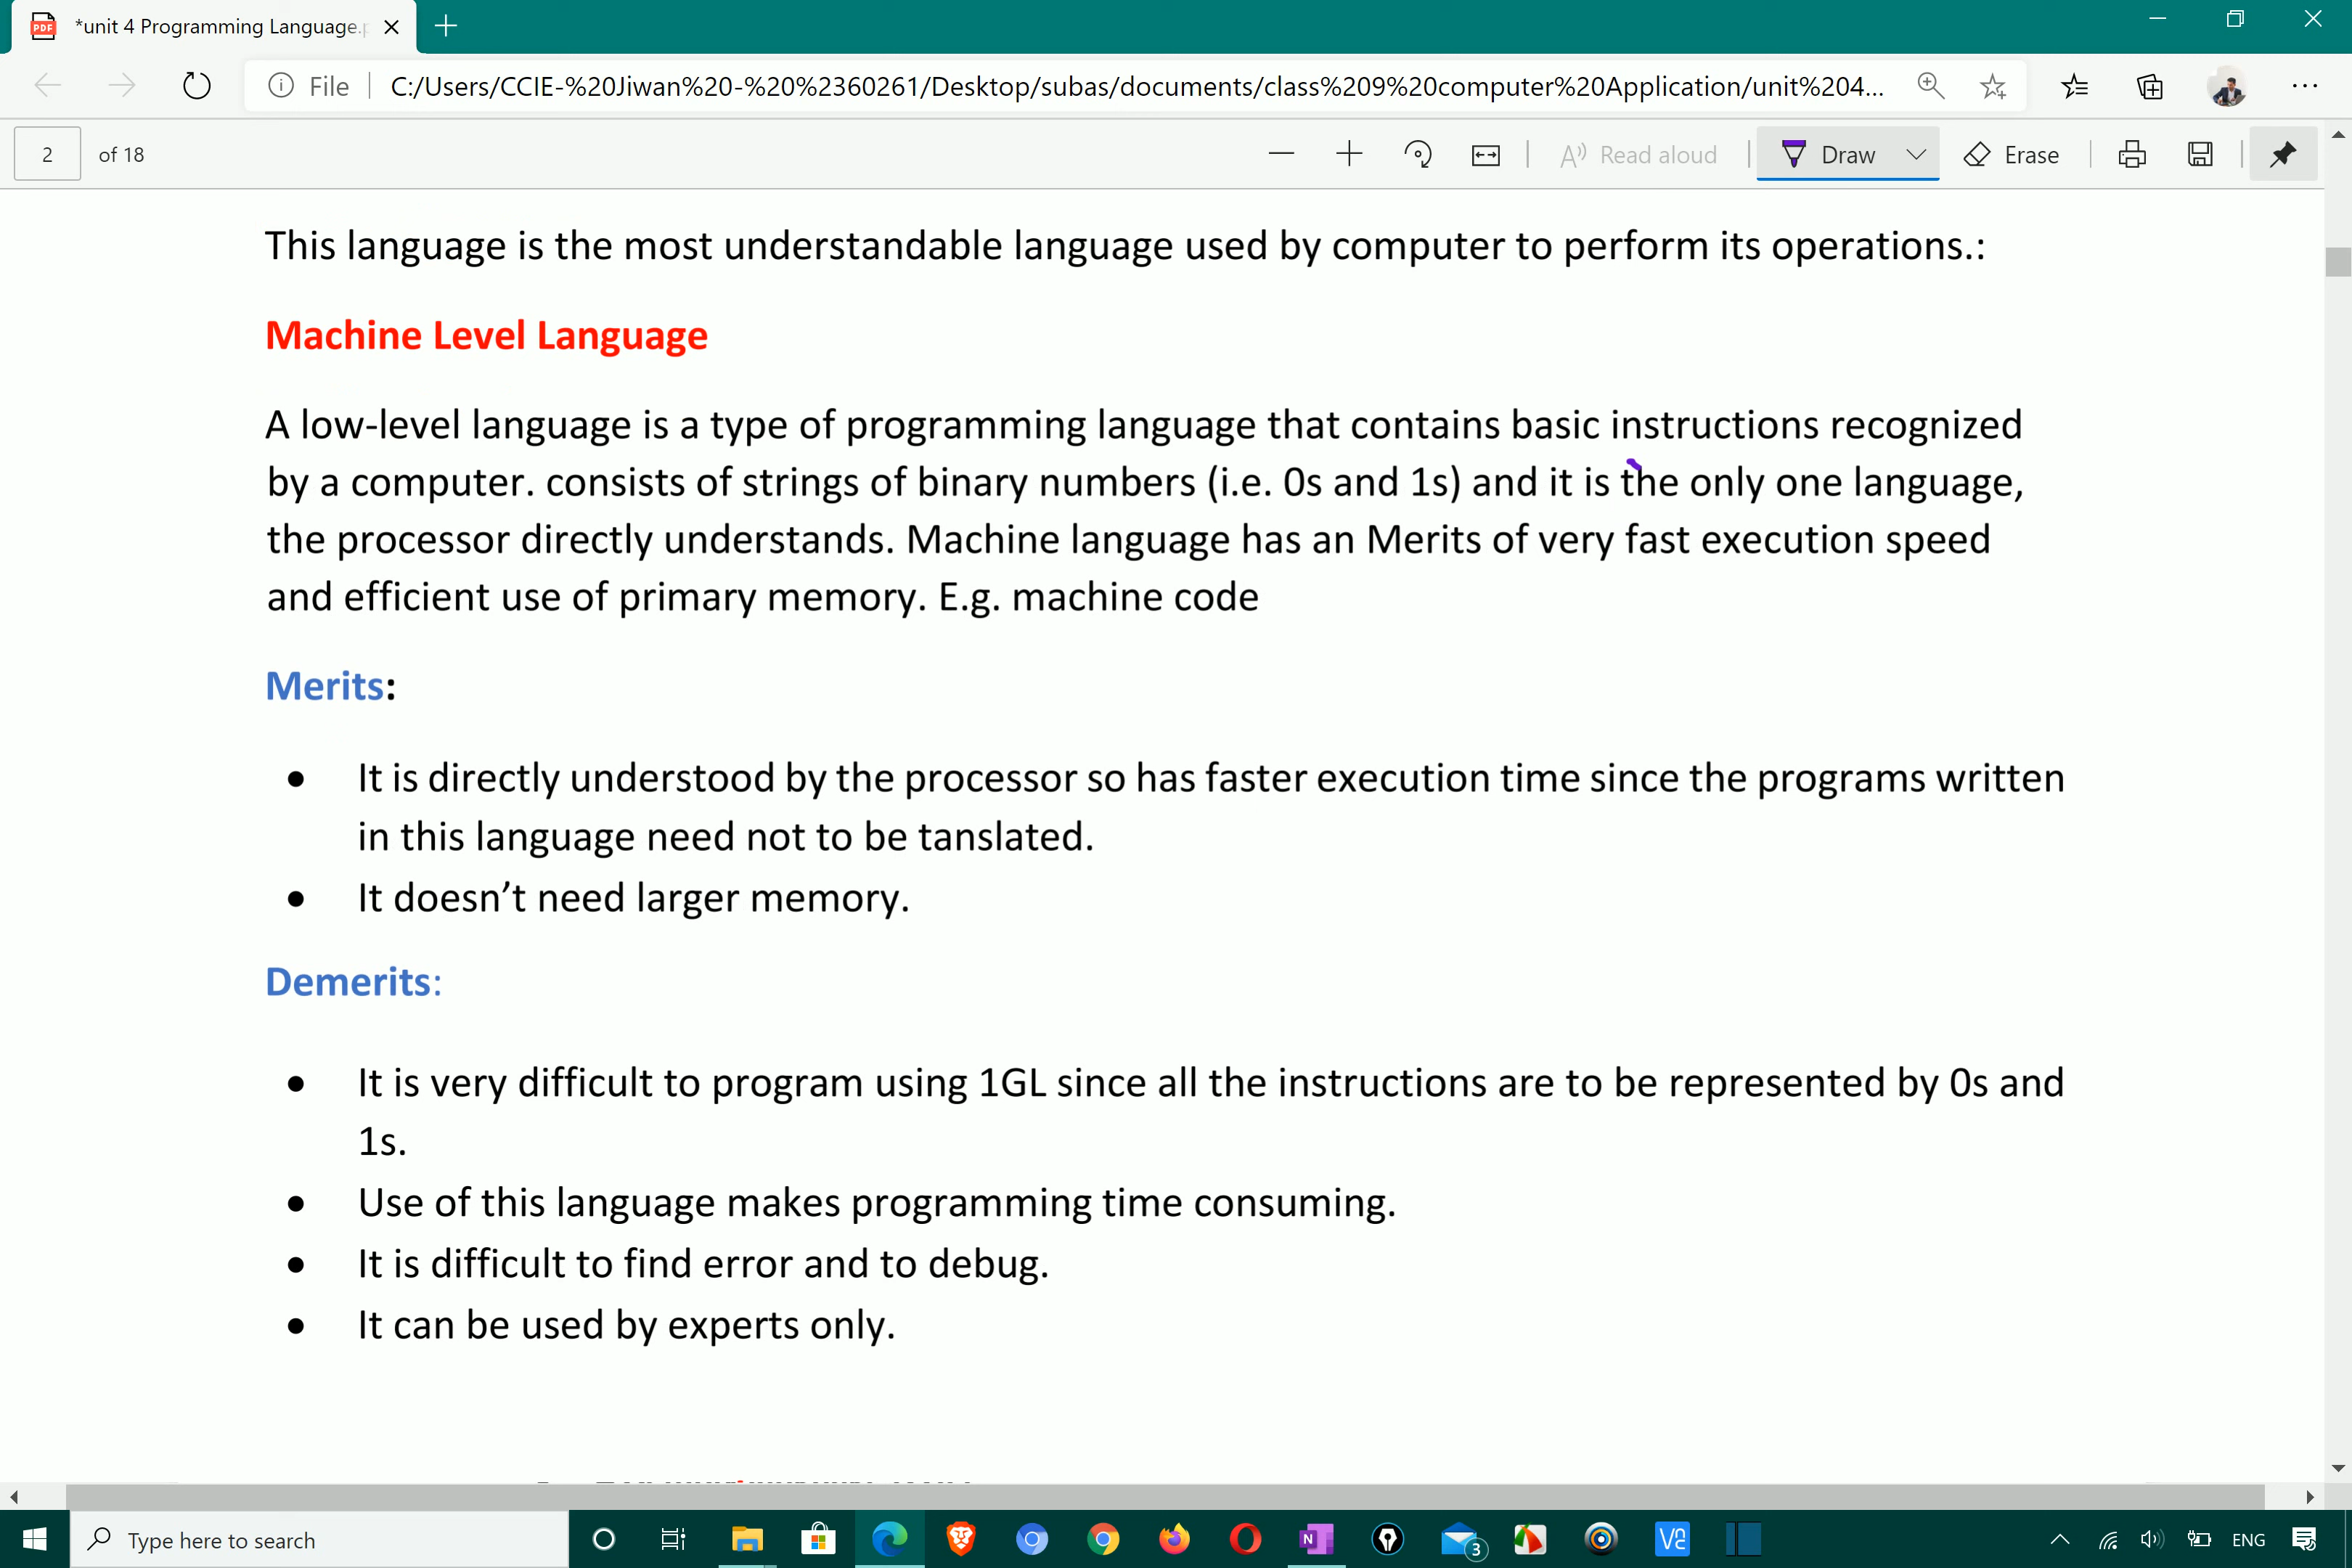 *unit 4 Programming Language.
File
C:/Users/CCIE-%20Jiwan%20-%20%2360261/Desktop/subas/documents/class%209%20computer%20Application/unit%204...
2
of 18
Read aloud
Draw
Erase
This language is the most understandable language used by computer to perform its operations.:
Machine Level Language
A low-level language is a type of programming language that contains basic instructions recognized
by a computer. consists of strings of binary numbers (i.e. 0s and 1s) and it is the only one language,
the processor directly understands. Machine language has an Merits of very fast execution speed
and efficient use of primary memory. E.g. machine code
Merits:
• It is directly understood by the processor so has faster execution time since the programs written
in this language need not to be tanslated.
• It doesn’t need larger memory.
Demerits:
• It is very difficult to program using 1GL since all the instructions are to be represented by 0s and
1s.
• Use of this language makes programming time consuming.
• It is difficult to find error and to debug.
• It can be used by experts only.
Type here to search
3
ENG